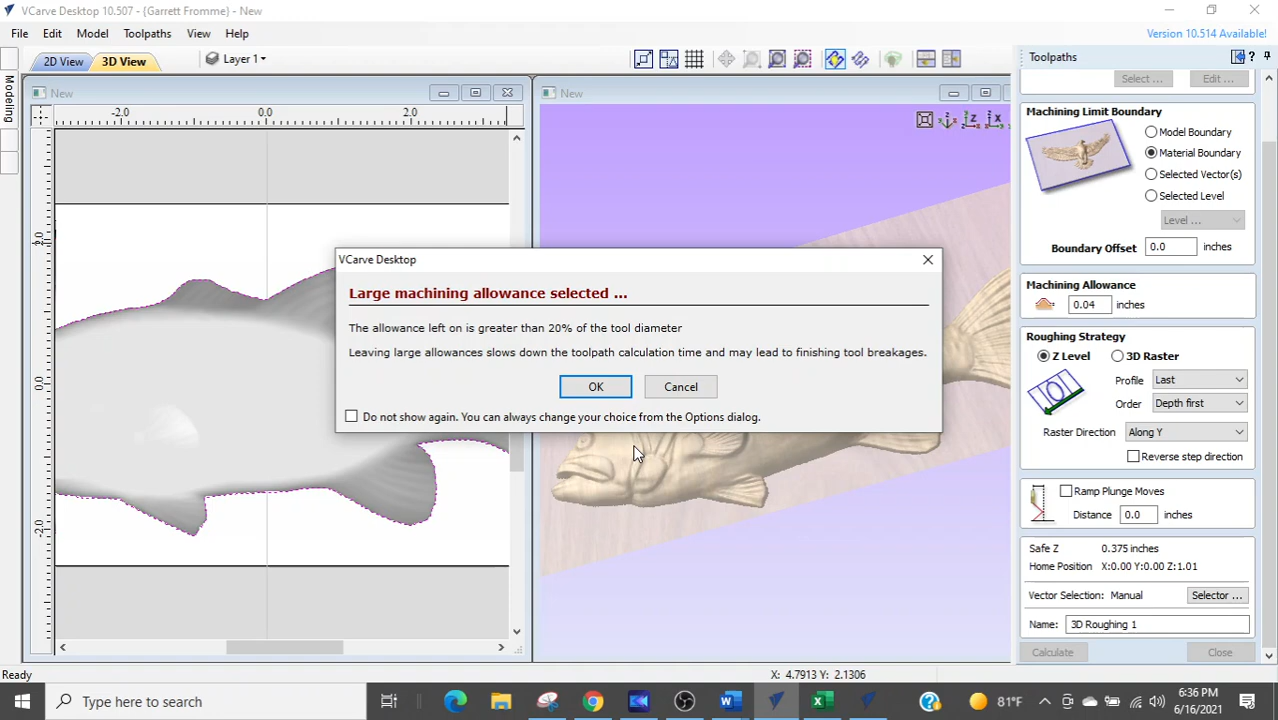 VCarve Desktop 10.507 - {Garrett Fromme} - New
File Edit Model Toolpaths View Help
Version 10.514 Available!
2D View 3D View Layer 1
Toolpaths ?
Modeling
New
New
-2.0 0.0 2.0
2.0
0.0
-2.0
z x
Select ... Edit ...
Machining Limit Boundary
Model Boundary
Material Boundary
Selected Vector(s)
Selected Level
Level ...
Boundary Offset 0.0 inches
Machining Allowance
0.04 inches
Roughing Strategy
Z Level 3D Raster
Profile Last
Order Depth first
Raster Direction Along Y
Reverse step direction
Ramp Plunge Moves
Distance 0.0 inches
Safe Z 0.375 inches
Home Position X:0.00 Y:0.00 Z:1.01
Vector Selection: Manual Selector ...
Name: 3D Roughing 1
Calculate Close
VCarve Desktop
Large machining allowance selected ...
The allowance left on is greater than 20% of the tool diameter
Leaving large allowances slows down the toolpath calculation time and may lead to finishing tool breakages.
OK Cancel
Do not show again. You can always change your choice from the Options dialog.
Ready
X: 4.7913 Y: 2.1306
Type here to search
81°F
6:36 PM
6/16/2021